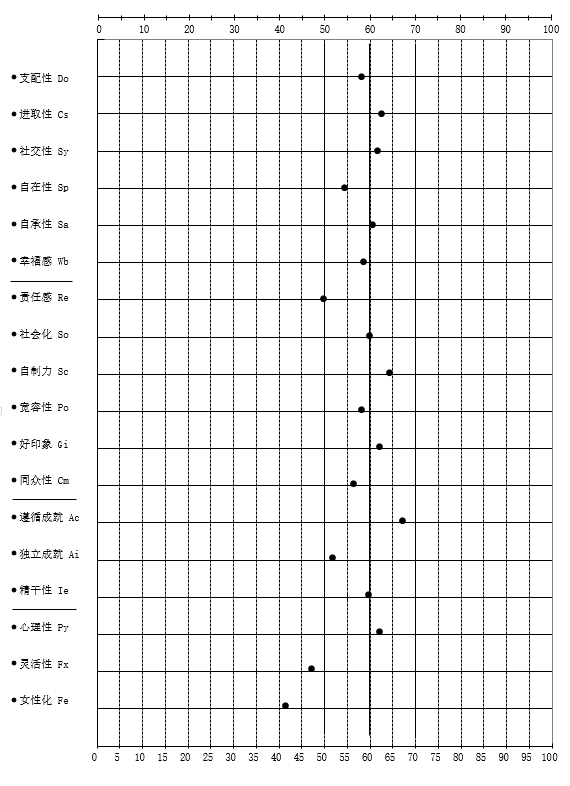 0 10 20 30 40 50 60 70 80 90 100
● 支配性 Do
● 进取性 Cs
● 社交性 Sy
● 自在性 Sp
● 自承性 Sa
● 幸福感 Wb
● 责任感 Re
● 社会化 So
● 自制力 Sc
● 宽容性 Po
● 好印象 Gi
● 同众性 Cm
● 遵循成就 Ac
● 独立成就 Ai
● 精干性 Ie
● 心理性 Py
● 灵活性 Fx
● 女性化 Fe
0 5 10 15 20 25 30 35 40 45 50 55 60 65 70 75 80 85 90 95 100